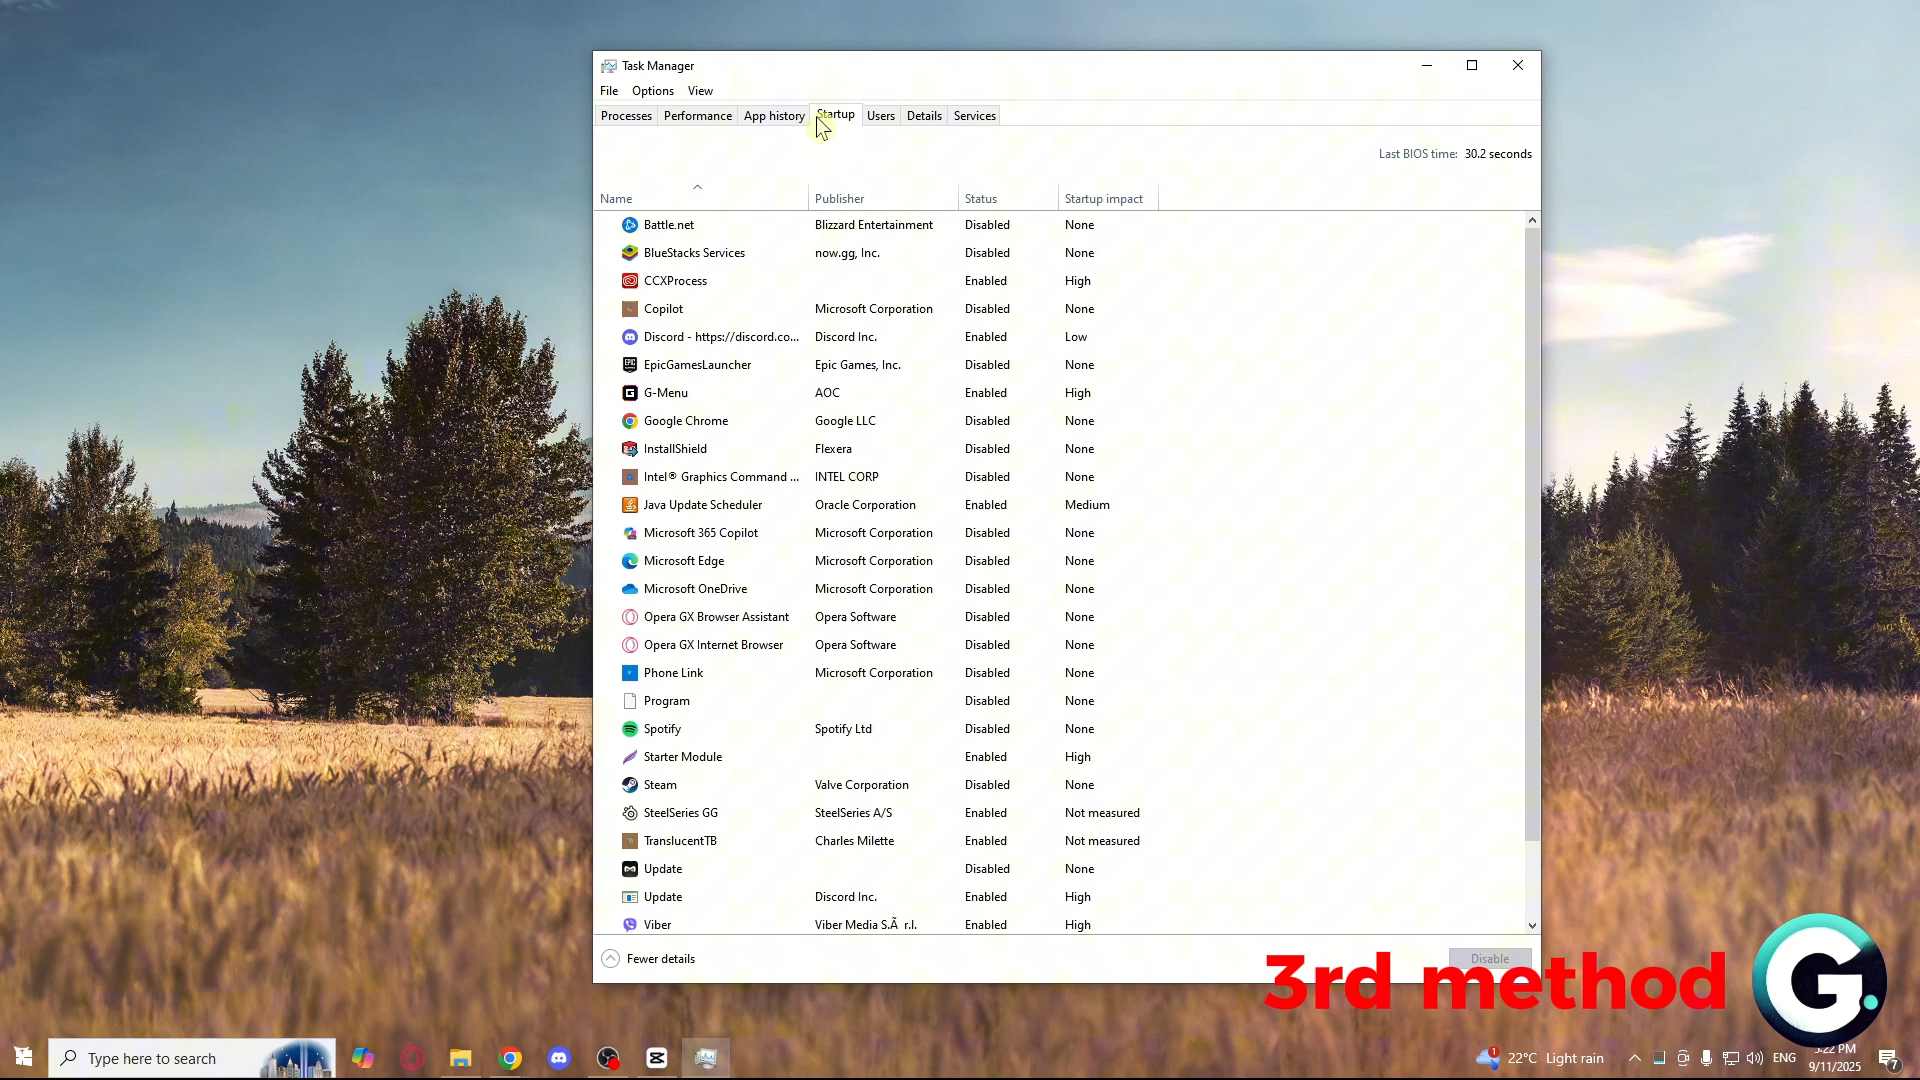 Task Manager
File Options View
Processes Performance App history Startup Users Details Services
Last BIOS time: 30.2 seconds
Name Publisher Status Startup impact
Battle.net Blizzard Entertainment Disabled None
BlueStacks Services now.gg, Inc. Disabled None
CCXProcess Enabled High
Copilot Microsoft Corporation Disabled None
Discord - https://discord.co... Discord Inc. Enabled Low
EpicGamesLauncher Epic Games, Inc. Disabled None
G-Menu AOC Enabled High
Google Chrome Google LLC Disabled None
InstallShield Flexera Disabled None
Intel® Graphics Command ... INTEL CORP Disabled None
Java Update Scheduler Oracle Corporation Enabled Medium
Microsoft 365 Copilot Microsoft Corporation Disabled None
Microsoft Edge Microsoft Corporation Disabled None
Microsoft OneDrive Microsoft Corporation Disabled None
Opera GX Browser Assistant Opera Software Disabled None
Opera GX Internet Browser Opera Software Disabled None
Phone Link Microsoft Corporation Disabled None
Program Disabled None
Spotify Spotify Ltd Disabled None
Starter Module Enabled High
Steam Valve Corporation Disabled None
SteelSeries GG SteelSeries A/S Enabled Not measured
TranslucentTB Charles Milette Enabled Not measured
Update Disabled None
Update Discord Inc. Enabled High
Viber Viber Media S.Ã r.l. Enabled High
Fewer details Disable
3rd method
G.
Type here to search 1 22°C Light rain ENG 5:22 PM
9/11/2025 7